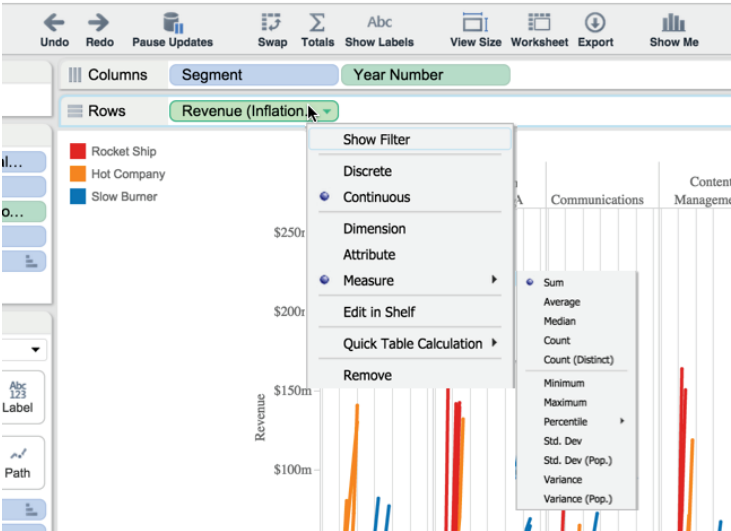 Undo Redo Pause Updates Swap Totals Abc Show Labels View Size Worksheet Export Show Me
Columns Segment Year Number
Rows Revenue (Inflation...
Rocket Ship
Hot Company
Slow Burner
Show Filter
Discrete
Continuous
Dimension
Attribute
Measure
Edit in Shelf
Quick Table Calculation
Remove
Sum
Average
Median
Count
Count (Distinct)
Minimum
Maximum
Percentile
Std. Dev
Std. Dev (Pop.)
Variance
Variance (Pop.)
A
Communications
Content
Manageme
$250m
$200m
$150m
$100m
Revenue
al...
o...
Abc
123
Label
Path